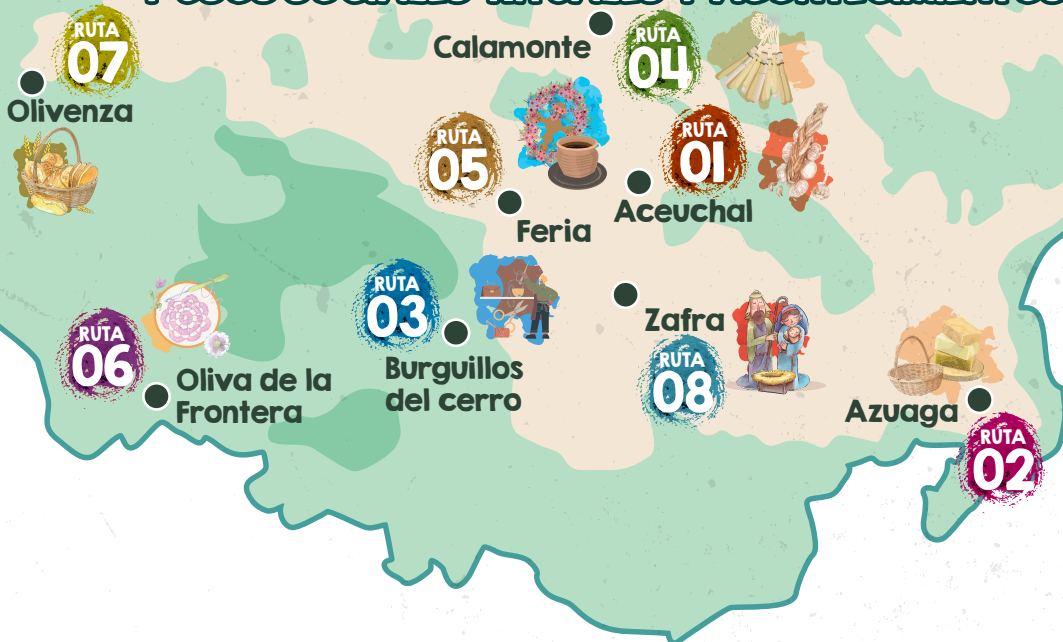 RUTA
07
Olivenza
Calamonte
RUTA
04
RUTA
05
Feria
RUTA
01
Aceuchal
RUTA
03
Burguillos
del cerro
Zafra
RUTA
08
RUTA
06
Oliva de la
Frontera
Azuaga
RUTA
02